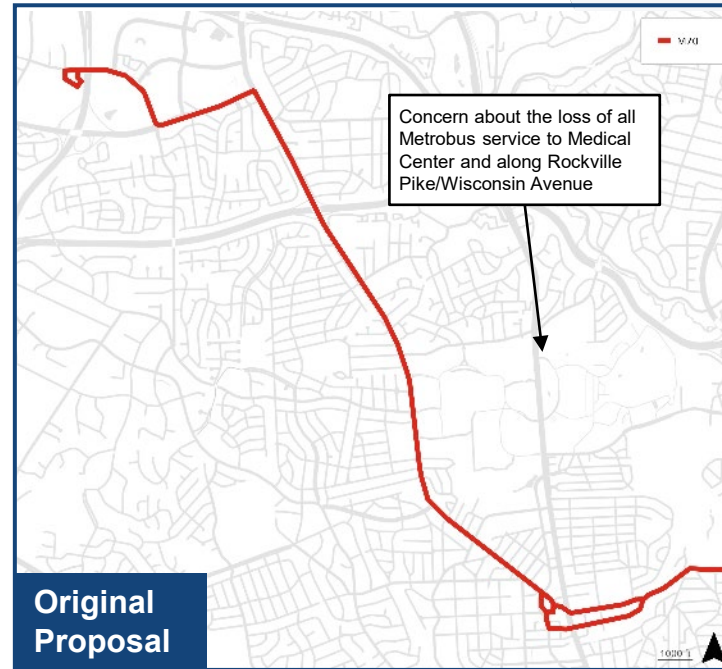 Concern about the loss of all
Metrobus service to Medical
Center and along Rockville
Pike/Wisconsin Avenue
Original
Proposal